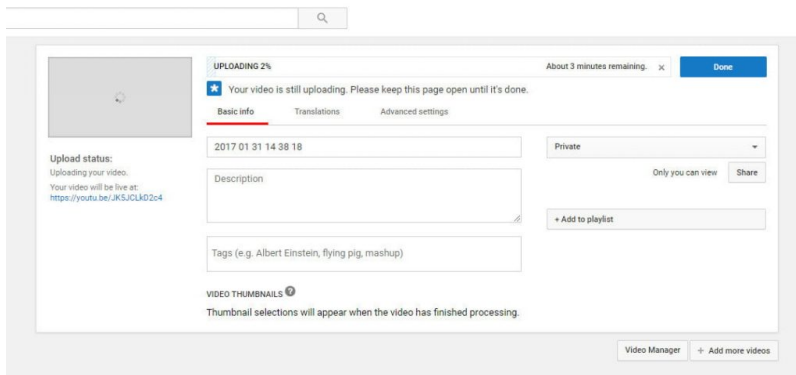 UPLOADING 2%
About 3 minutes remaining.
Done
Your video is still uploading. Please keep this page open until it's done.
Basic info
Translations
Advanced settings
Upload status:
Uploading your video.
Your video will be live at:
https://youtu.be/JK5JCLkD2c4
2017 01 31 14 38 18
Private
Description
Only you can view
Share
+ Add to playlist
Tags (e.g. Albert Einstein, flying pig, mashup)
VIDEO THUMBNAILS ?
Thumbnail selections will appear when the video has finished processing.
Video Manager
+ Add more videos